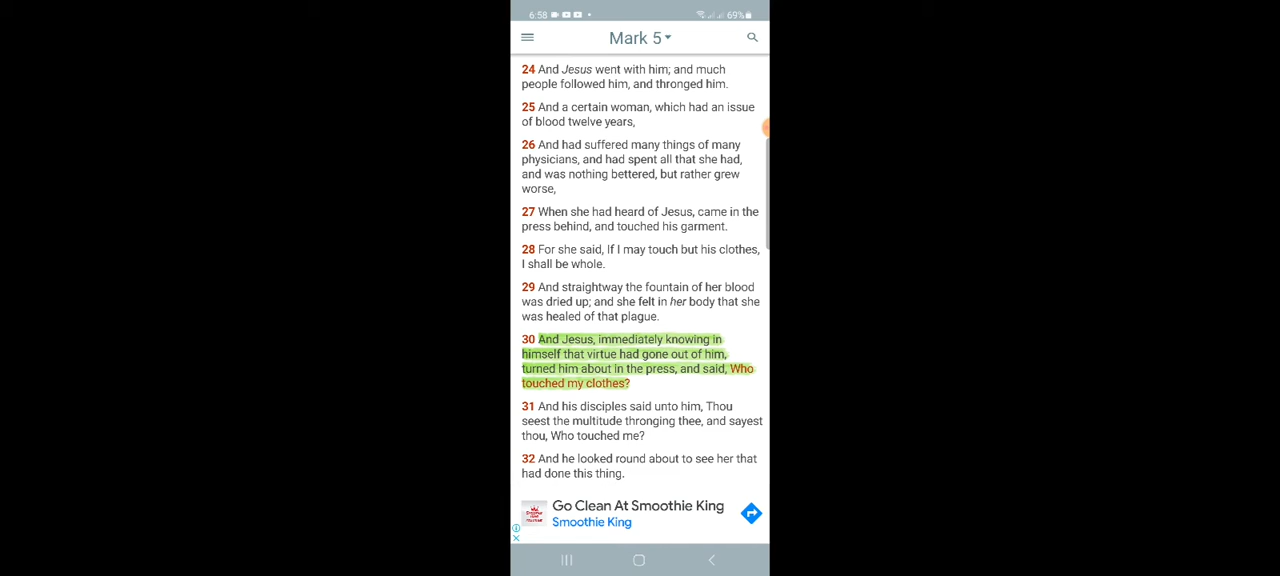 6:58 69%
Mark 5
24 And Jesus went with him; and much
people followed him, and thronged him.
25 And a certain woman, which had an issue
of blood twelve years,
26 And had suffered many things of many
physicians, and had spent all that she had,
and was nothing bettered, but rather grew
worse,
27 When she had heard of Jesus, came in the
press behind, and touched his garment.
28 For she said, If I may touch but his clothes,
I shall be whole.
29 And straightway the fountain of her blood
was dried up; and she felt in her body that she
was healed of that plague.
30 And Jesus, immediately knowing in
himself that virtue had gone out of him,
turned him about in the press, and said, Who
touched my clothes?
31 And his disciples said unto him, Thou
seest the multitude thronging thee, and sayest
thou, Who touched me?
32 And he looked round about to see her that
had done this thing.
Go Clean At Smoothie King
Smoothie King